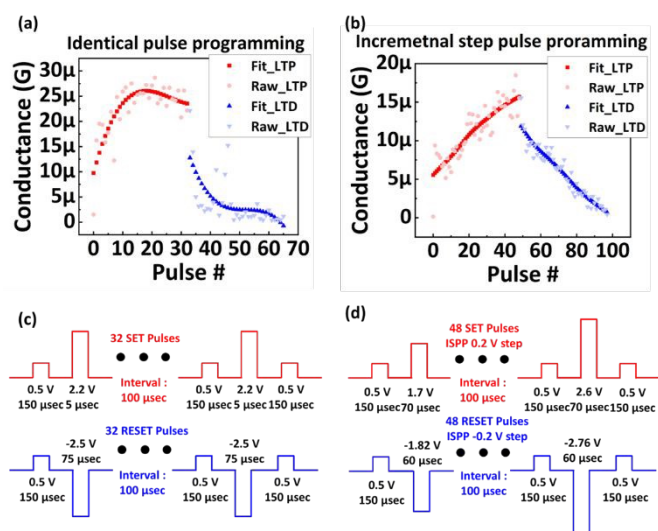 (a)
Identical pulse programming
Conductance (G)
30μ
25μ
20μ
15μ
10μ
5μ
0
Fit_LTP
Raw_LTP
Fit_LTD
Raw_LTD
0 10 20 30 40 50 60 70
Pulse #
(b)
Incremetnal step pulse proramming
Conductance (G)
20μ
15μ
10μ
5μ
0
Fit_LTP
Raw_LTP
Fit_LTD
Raw_LTD
0 20 40 60 80 100
Pulse #
(c)
32 SET Pulses
Interval :
100 μsec
0.5 V 2.2 V 0.5 V 2.2 V 0.5 V
150 μsec 5 μsec 150 μsec 5 μsec 150 μsec
32 RESET Pulses
-2.5 V -2.5 V
75 μsec 75 μsec
Interval :
100 μsec
0.5 V 0.5 V 0.5 V
150 μsec 150 μsec 150 μsec
(d)
48 SET Pulses
ISPP 0.2 V step
Interval :
100 μsec
0.5 V 1.7 V 0.5 V 2.6 V 0.5 V
150 μsec 70 μsec 150 μsec 70 μsec 150 μsec
48 RESET Pulses
ISPP -0.2 V step
-1.82 V -2.76 V
60 μsec 60 μsec
Interval :
100 μsec
0.5 V 0.5 V 0.5 V
150 μsec 150 μsec 150 μsec